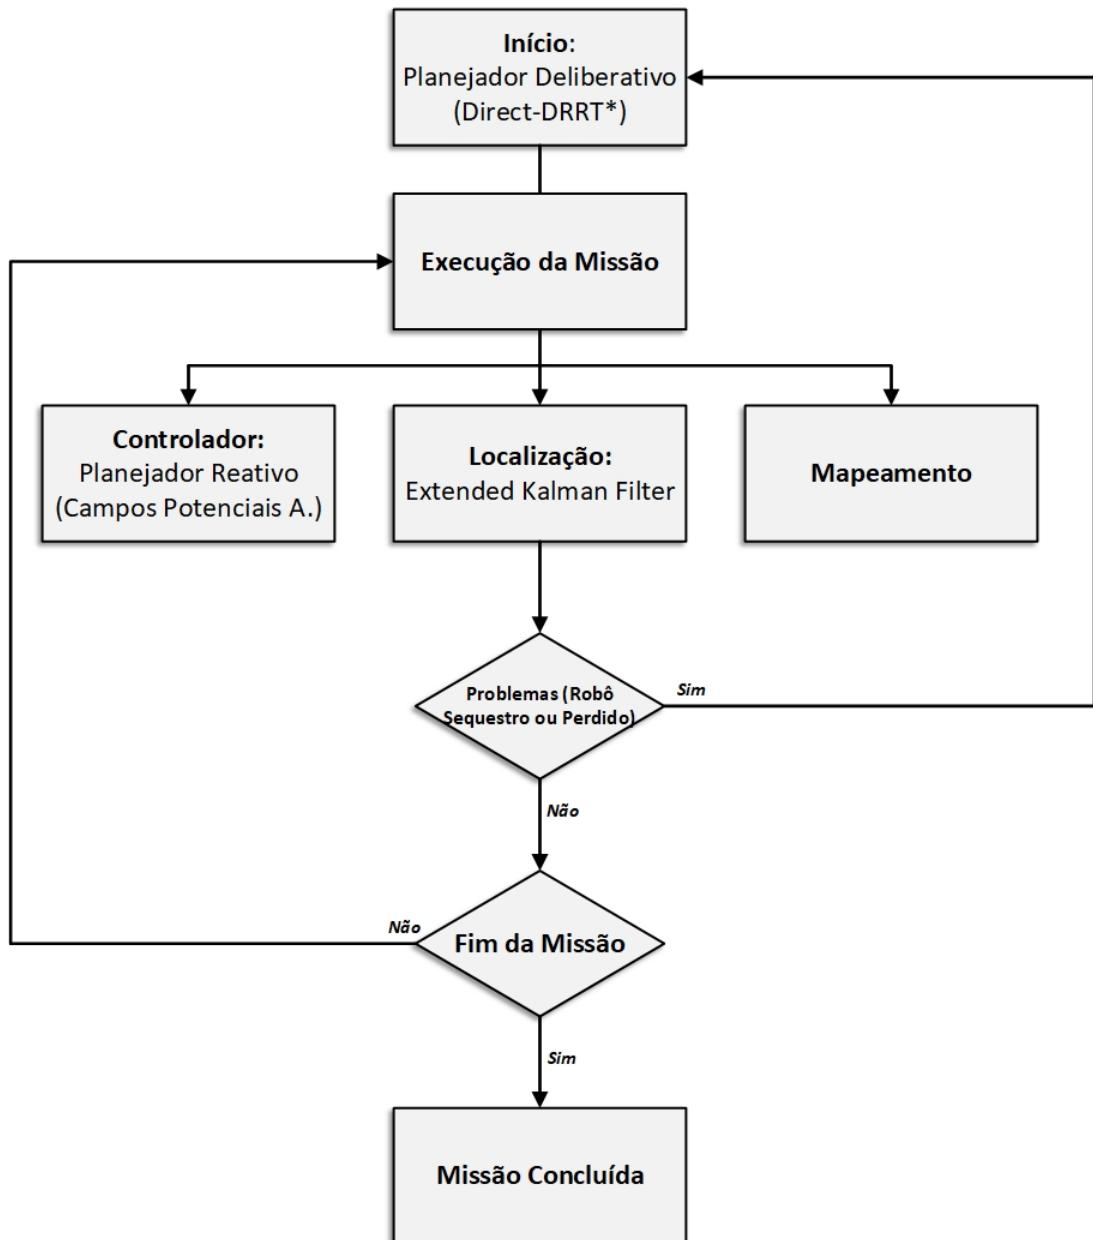 Início:
Planejador Deliberativo
(Direct-DRRT*)
Execução da Missão
Controlador:
Planejador Reativo
(Campos Potenciais A.)
Localização:
Extended Kalman Filter
Mapeamento
Problemas (Robô
Sequestro ou Perdido)
Sim
Não
Não
Fim da Missão
Sim
Missão Concluída